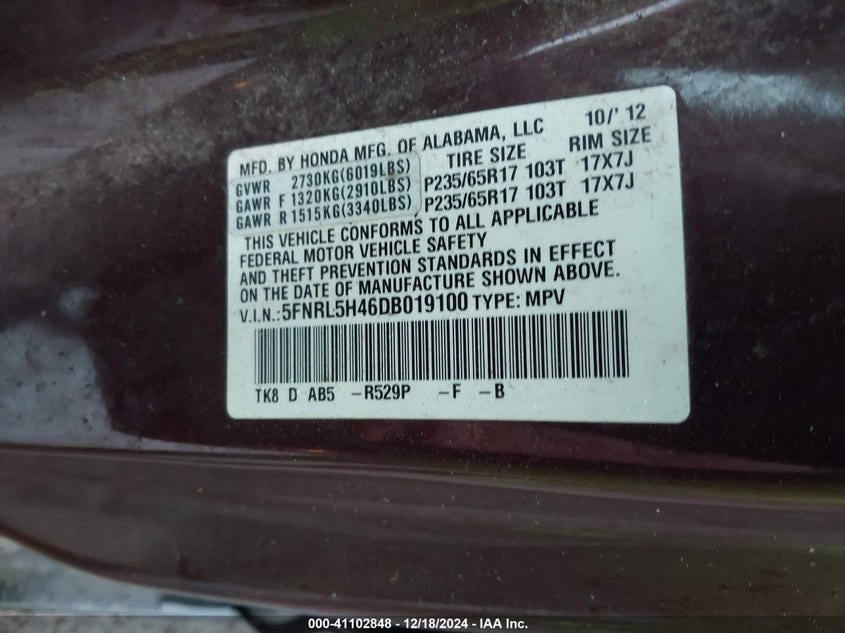 MFD. BY HONDA MFG. OF ALABAMA, LLC 10/' 12
GVWR 2730KG(6019LBS) TIRE SIZE RIM SIZE
GAWR F 1320KG(2910LBS) P235/65R17 103T 17X7J
GAWR R 1515KG(3340LBS) P235/65R17 103T 17X7J
THIS VEHICLE CONFORMS TO ALL APPLICABLE
FEDERAL MOTOR VEHICLE SAFETY
AND THEFT PREVENTION STANDARDS IN EFFECT
ON THE DATE OF MANUFACTURE SHOWN ABOVE.
V.I.N.:5FNRL5H46DB019100 TYPE: MPV
TK8 D AB5 -R529P -F -B
000-41102848 - 12/18/2024 - IAA Inc.